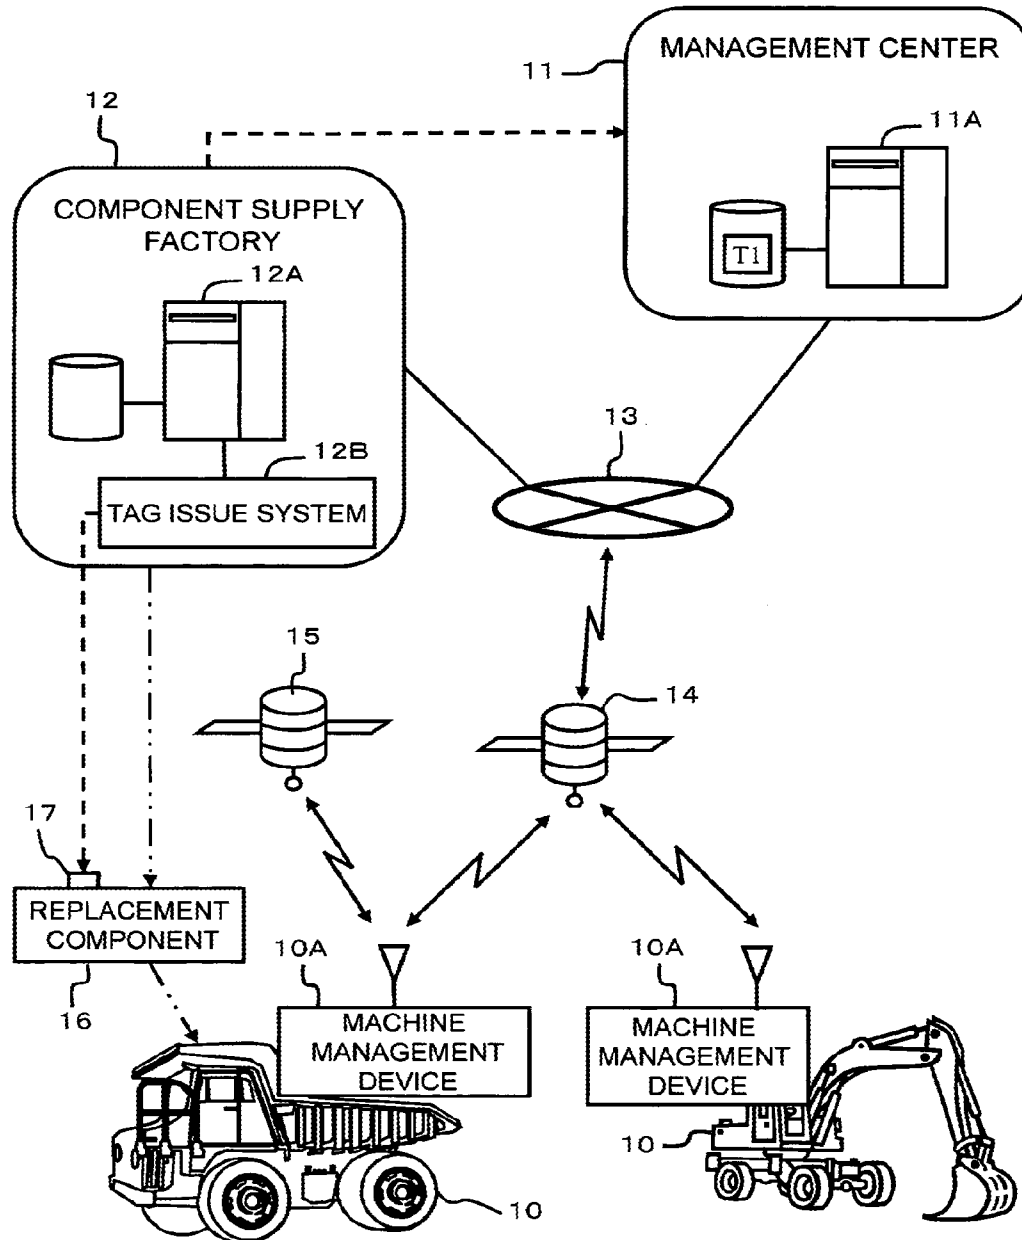 MANAGEMENT CENTER
11
11A
12
T1
COMPONENT SUPPLY
FACTORY
12A
13
12B
TAG ISSUE SYSTEM
15
14
17
REPLACEMENT
COMPONENT
16
10A
10A
MACHINE
MANAGEMENT
DEVICE
MACHINE
MANAGEMENT
DEVICE
10
10